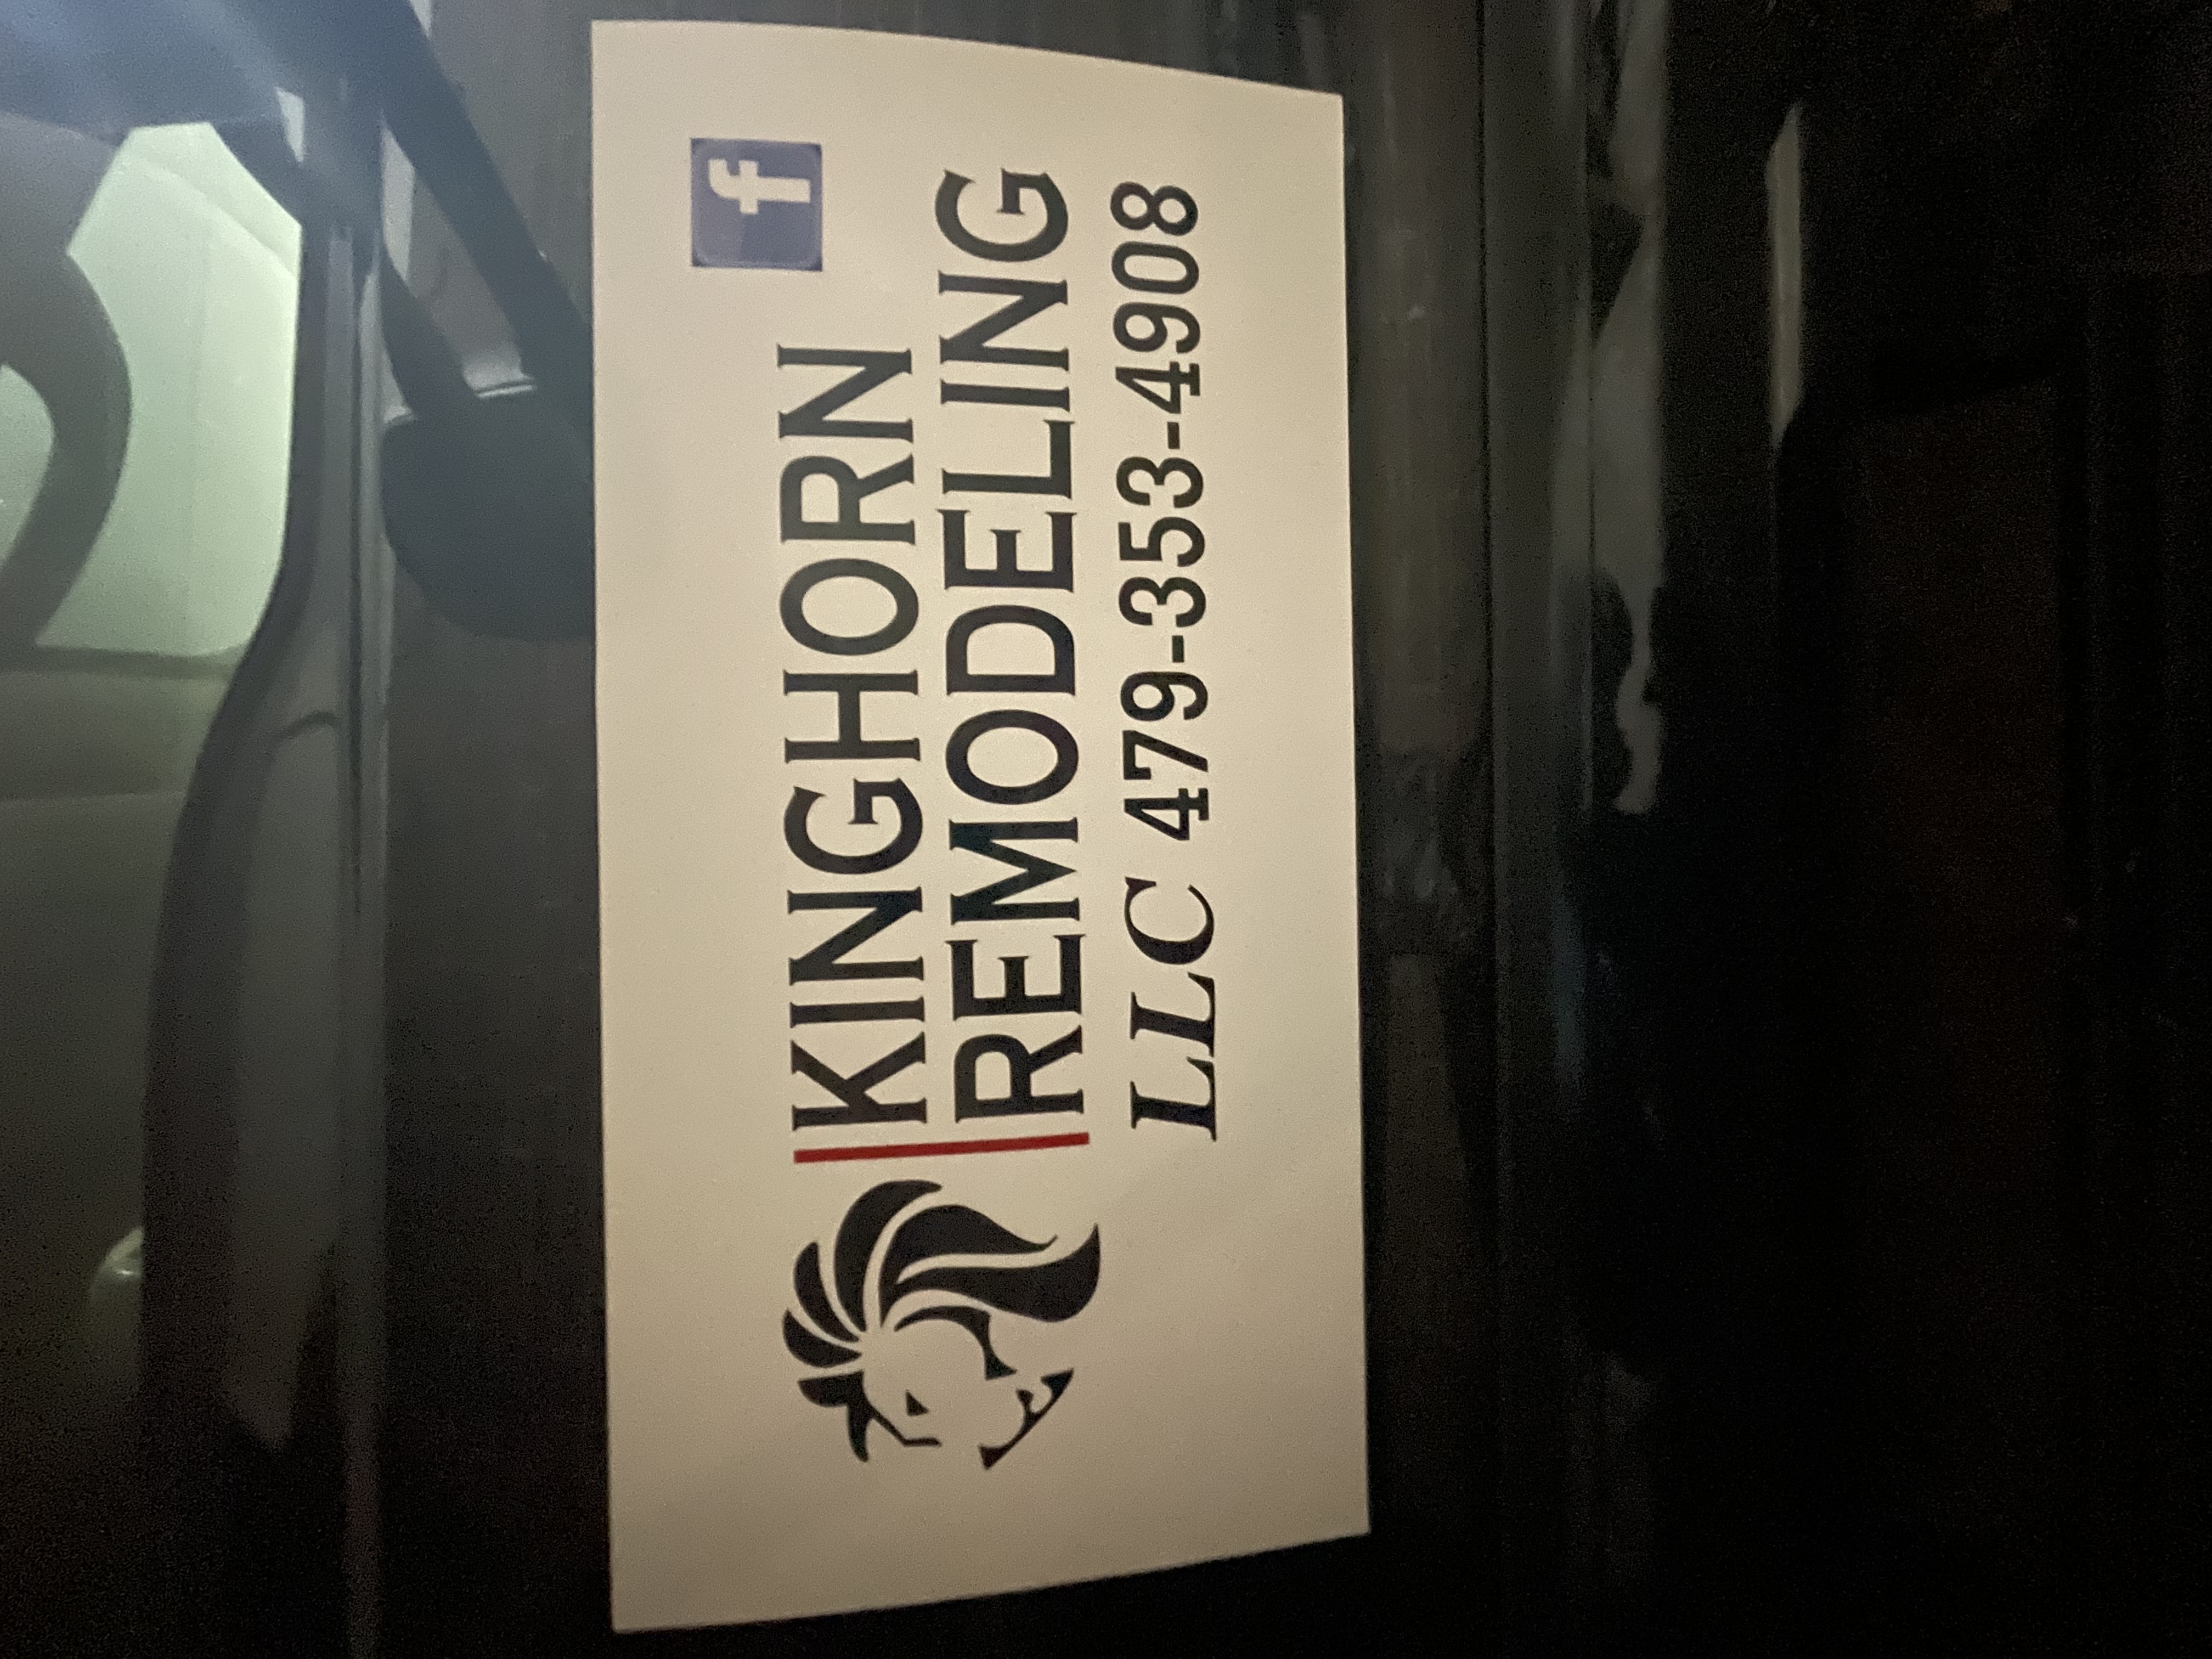 f
KINGHORN
REMODELING
LLC 479-353-4908